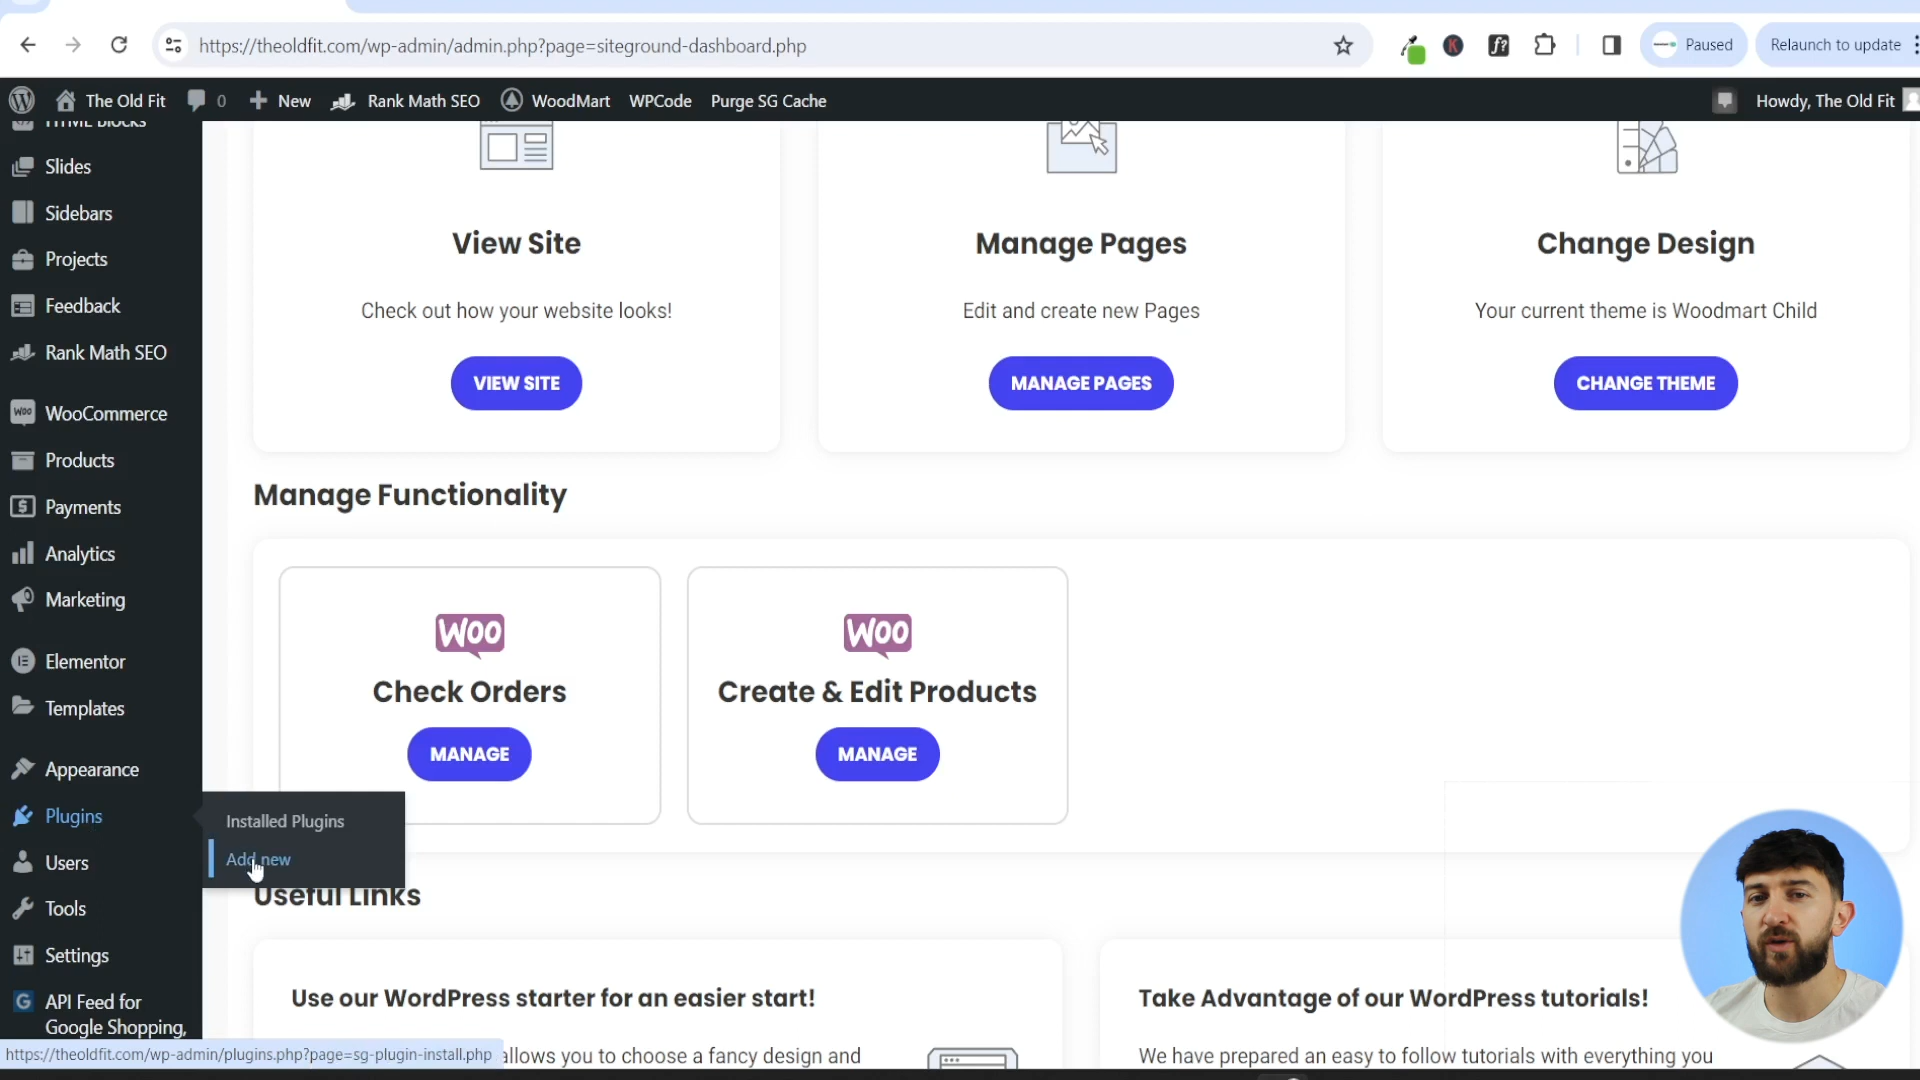 https://theoldfit.com/wp-admin/admin.php?page=siteground-dashboard.php
K
f?
Paused
Relaunch to update
The Old Fit
0
New
Rank Math SEO
WoodMart
WPCode
Purge SG Cache
Howdy, The Old Fit
HTML Blocks
Slides
Sidebars
Projects
Feedback
Rank Math SEO
WooCommerce
Products
Payments
Analytics
Marketing
Elementor
Templates
Appearance
Plugins
Users
Tools
Settings
API Feed for
Google Shopping,
Installed Plugins
Add new
View Site
Check out how your website looks!
VIEW SITE
Manage Pages
Edit and create new Pages
MANAGE PAGES
Change Design
Your current theme is Woodmart Child
CHANGE THEME
Manage Functionality
WOO
Check Orders
MANAGE
WOO
Create & Edit Products
MANAGE
Useful Links
Use our WordPress starter for an easier start!
allows you to choose a fancy design and
Take Advantage of our WordPress tutorials!
We have prepared an easy to follow tutorials with everything you
https://theoldfit.com/wp-admin/plugins.php?page=sg-plugin-install.php